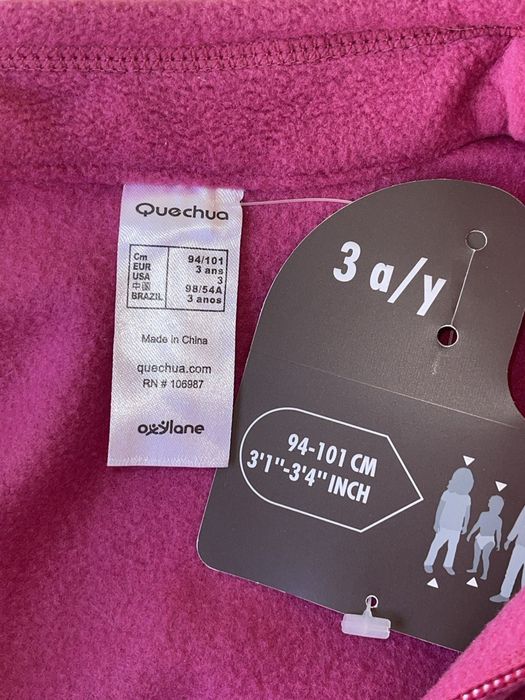 Quechua
Cm 94/101
EUR 3 ans
USA 3
中国 98/54A
BRAZIL 3 anos
Made in China
quechua.com
RN # 106987
oxylane
3 a/y
94-101 CM
3'1"-3'4" INCH